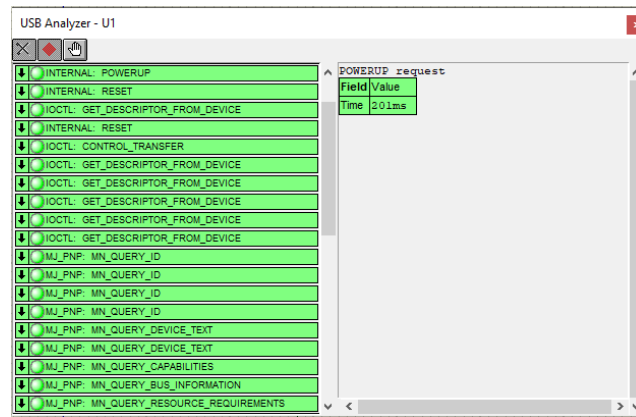 USB Analyzer - U1
INTERNAL: POWERUP
INTERNAL: RESET
IOCTL: GET_DESCRIPTOR_FROM_DEVICE
INTERNAL: RESET
IOCTL: CONTROL_TRANSFER
IOCTL: GET_DESCRIPTOR_FROM_DEVICE
IOCTL: GET_DESCRIPTOR_FROM_DEVICE
IOCTL: GET_DESCRIPTOR_FROM_DEVICE
IOCTL: GET_DESCRIPTOR_FROM_DEVICE
IOCTL: GET_DESCRIPTOR_FROM_DEVICE
MJ_PNP: MN_QUERY_ID
MJ_PNP: MN_QUERY_ID
MJ_PNP: MN_QUERY_ID
MJ_PNP: MN_QUERY_DEVICE_TEXT
MJ_PNP: MN_QUERY_DEVICE_TEXT
MJ_PNP: MN_QUERY_CAPABILITIES
MJ_PNP: MN_QUERY_BUS_INFORMATION
MJ_PNP: MN_QUERY_RESOURCE_REQUIREMENTS
POWERUP request
Field Value
Time 201ms